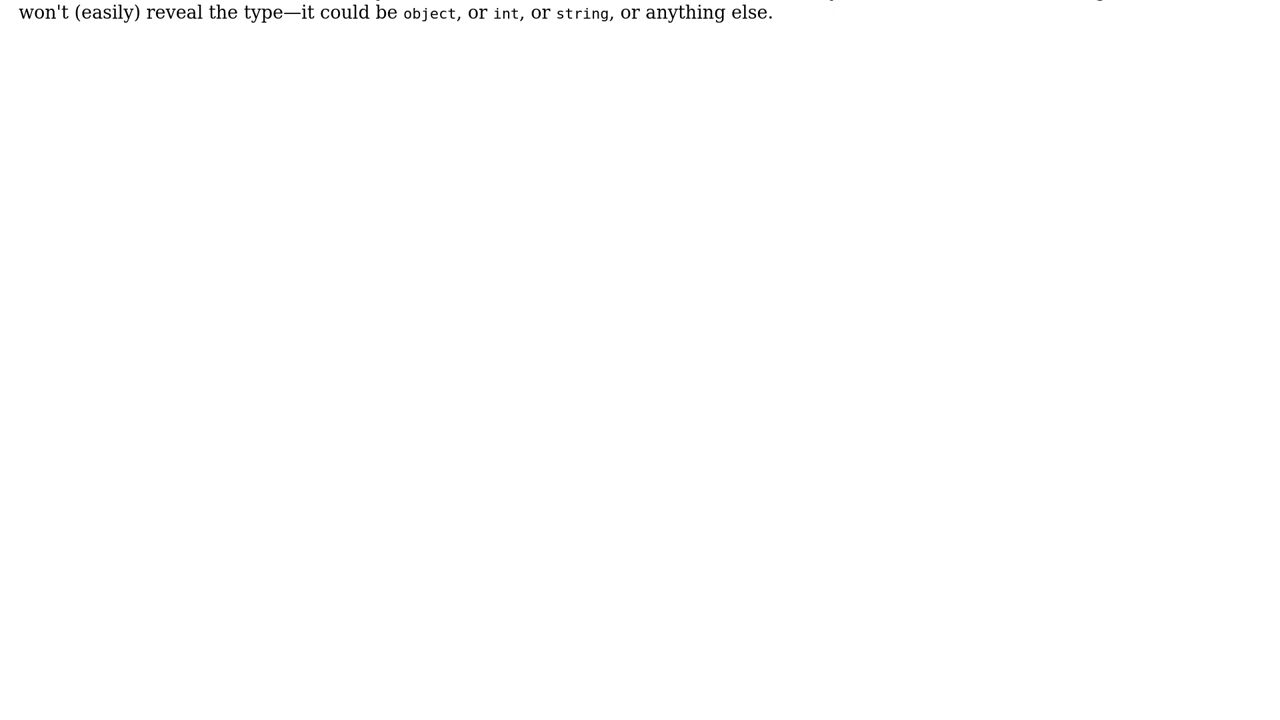 won't (easily) reveal the type—it could be object, or int, or string, or anything else.